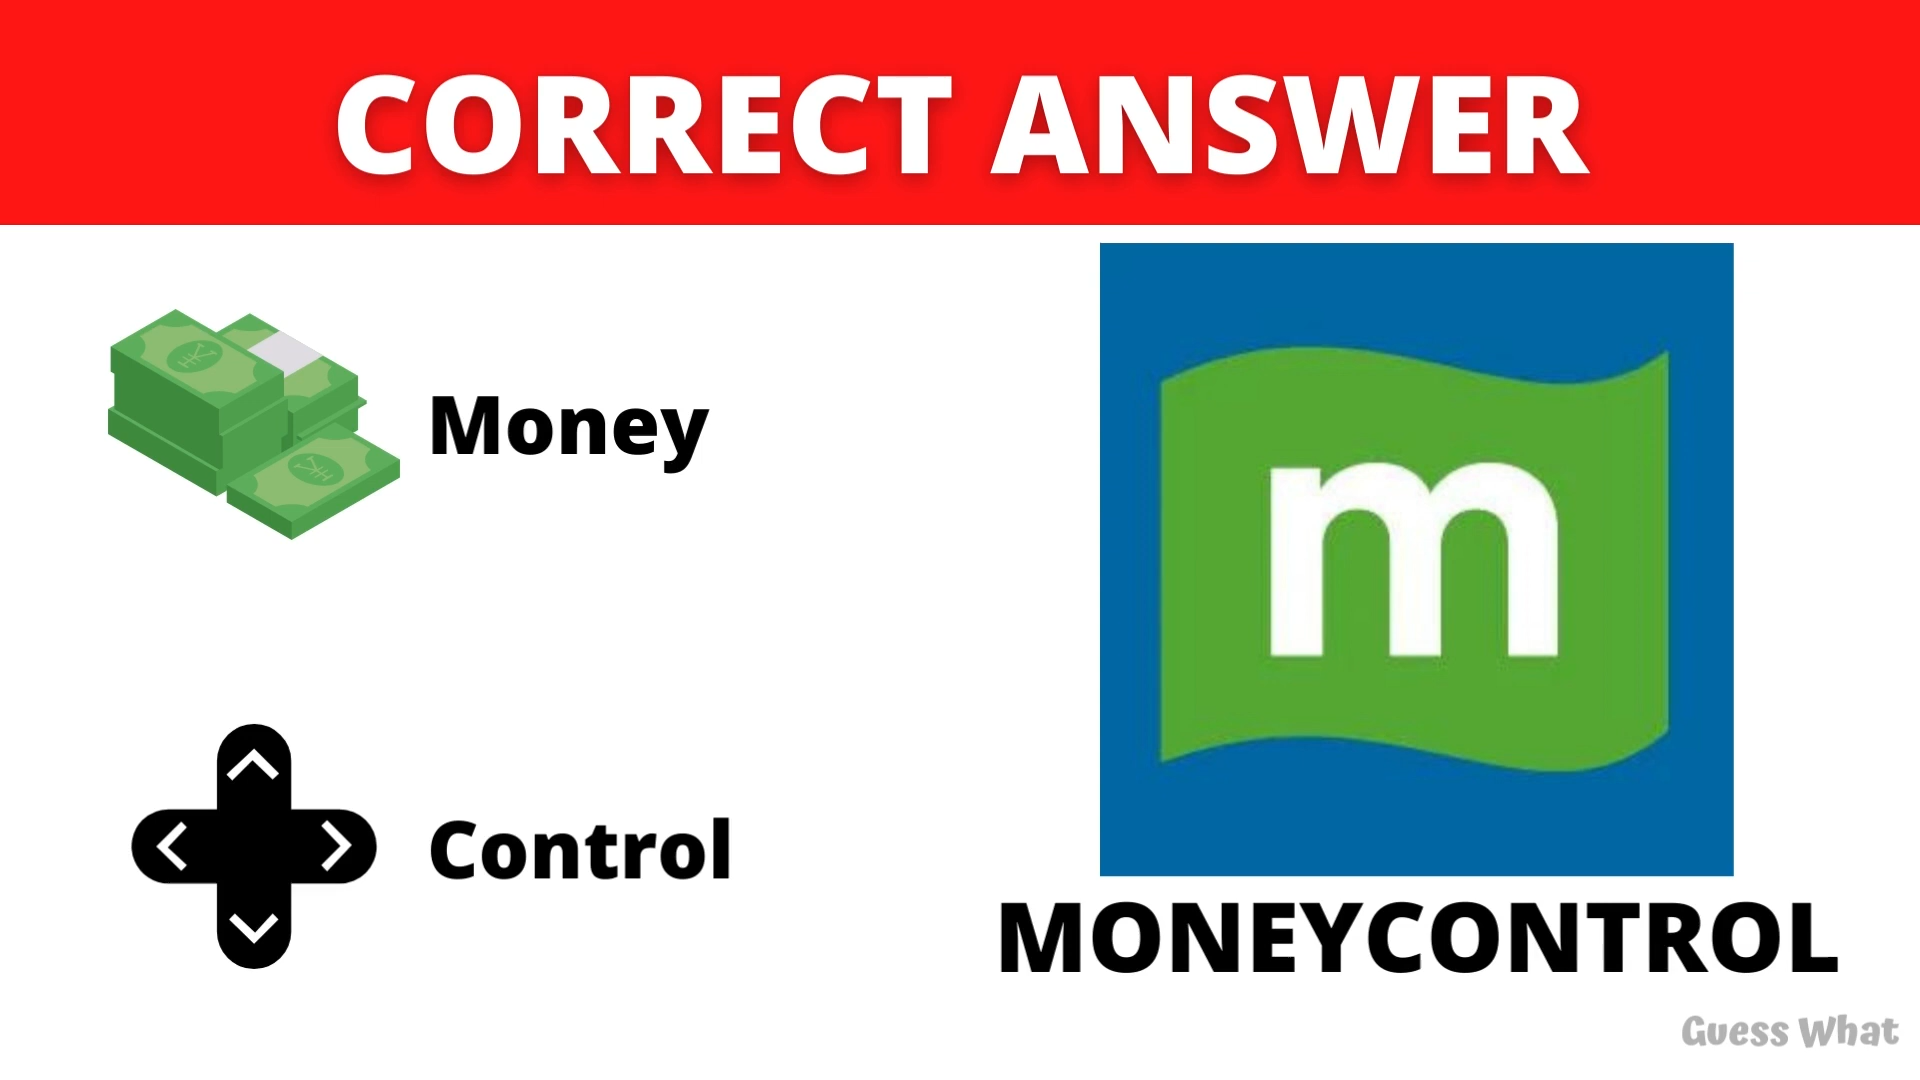 CORRECT ANSWER
Money
Control
m
MONEYCONTROL
Guess What